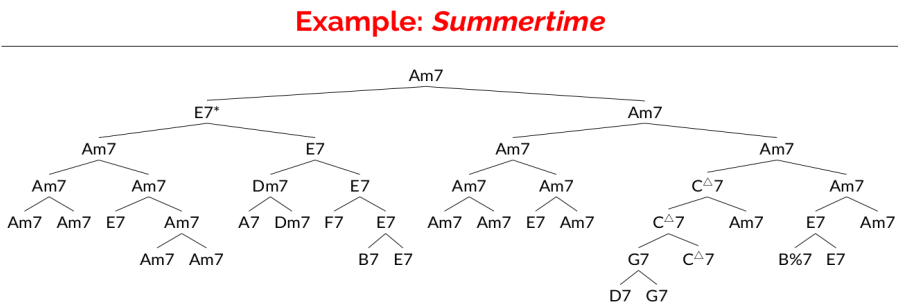 Example: Summertime
Am7
E7* Am7
Am7 E7 Am7 Am7
Am7 Am7 Dm7 E7 Am7 Am7 C△7 Am7
Am7 Am7 E7 Am7 A7 Dm7 F7 E7 Am7 Am7 E7 Am7 C△7 Am7 E7 Am7
Am7 Am7 B7 E7 G7 C△7 B%7 E7
D7 G7